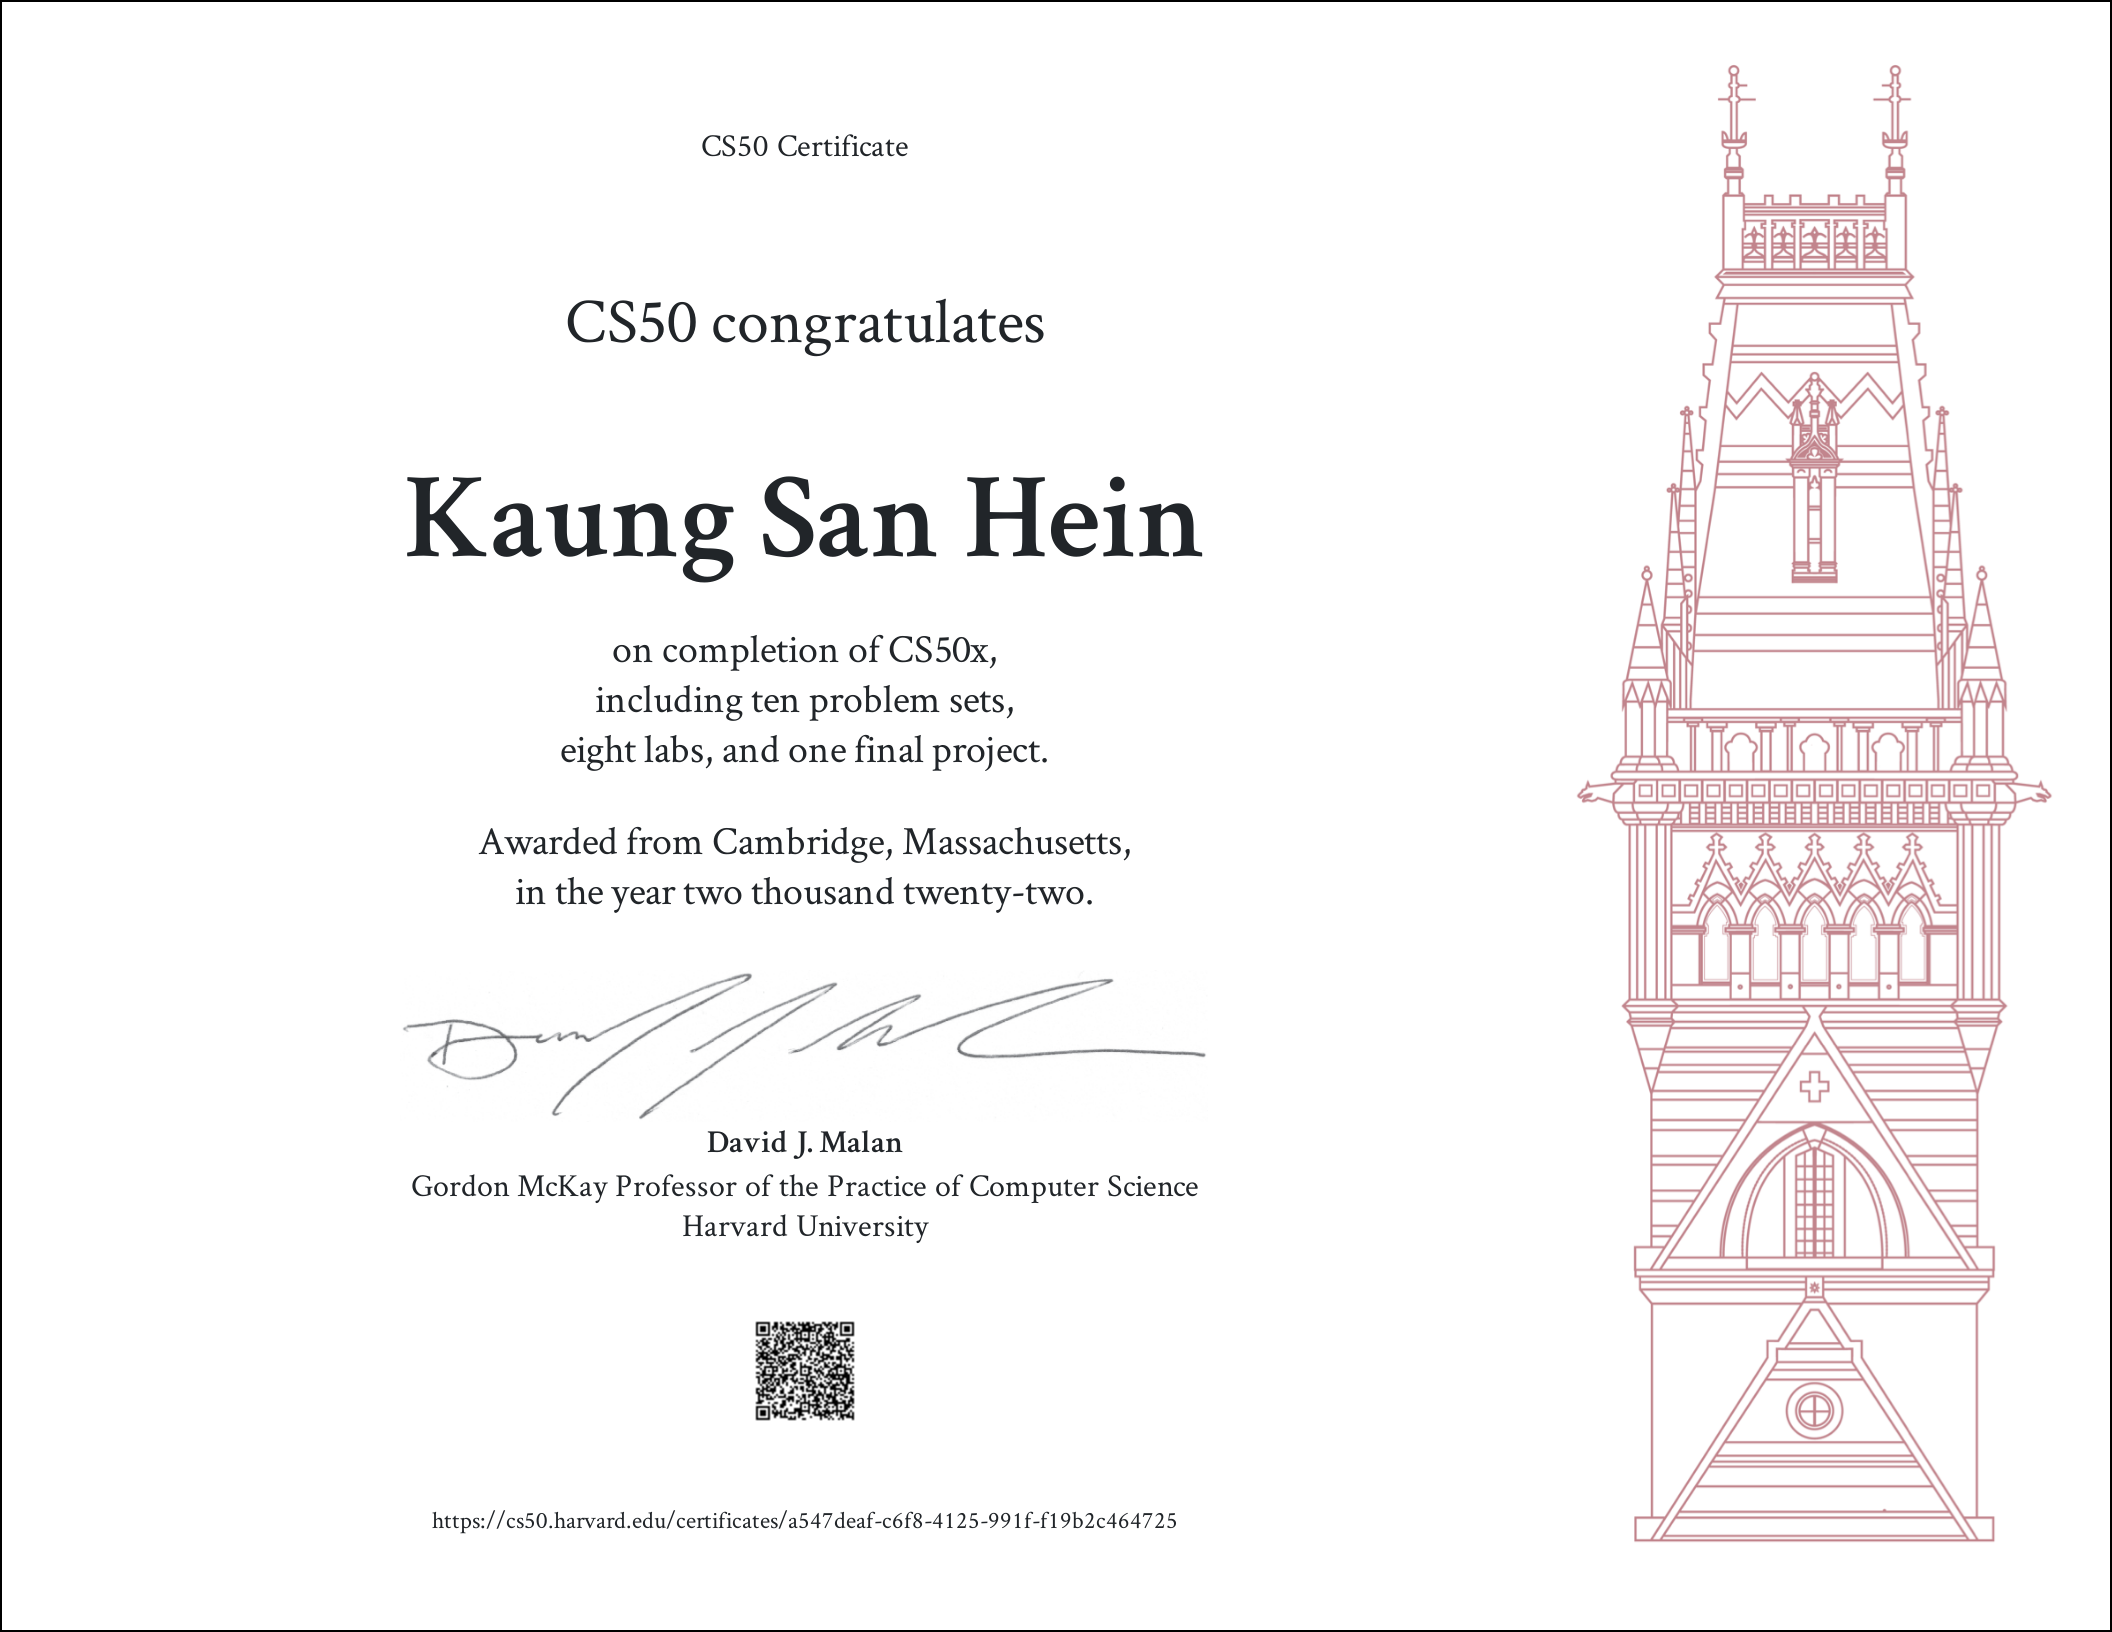 CS50 Certificate
CS50 congratulates
Kaung San Hein
on completion of CS50x,
including ten problem sets,
eight labs, and one final project.
Awarded from Cambridge, Massachusetts,
in the year two thousand twenty-two.
David J. Malan
Gordon McKay Professor of the Practice of Computer Science
Harvard University
https://cs50.harvard.edu/certificates/a547deaf-c6f8-4125-991f-f19b2c464725